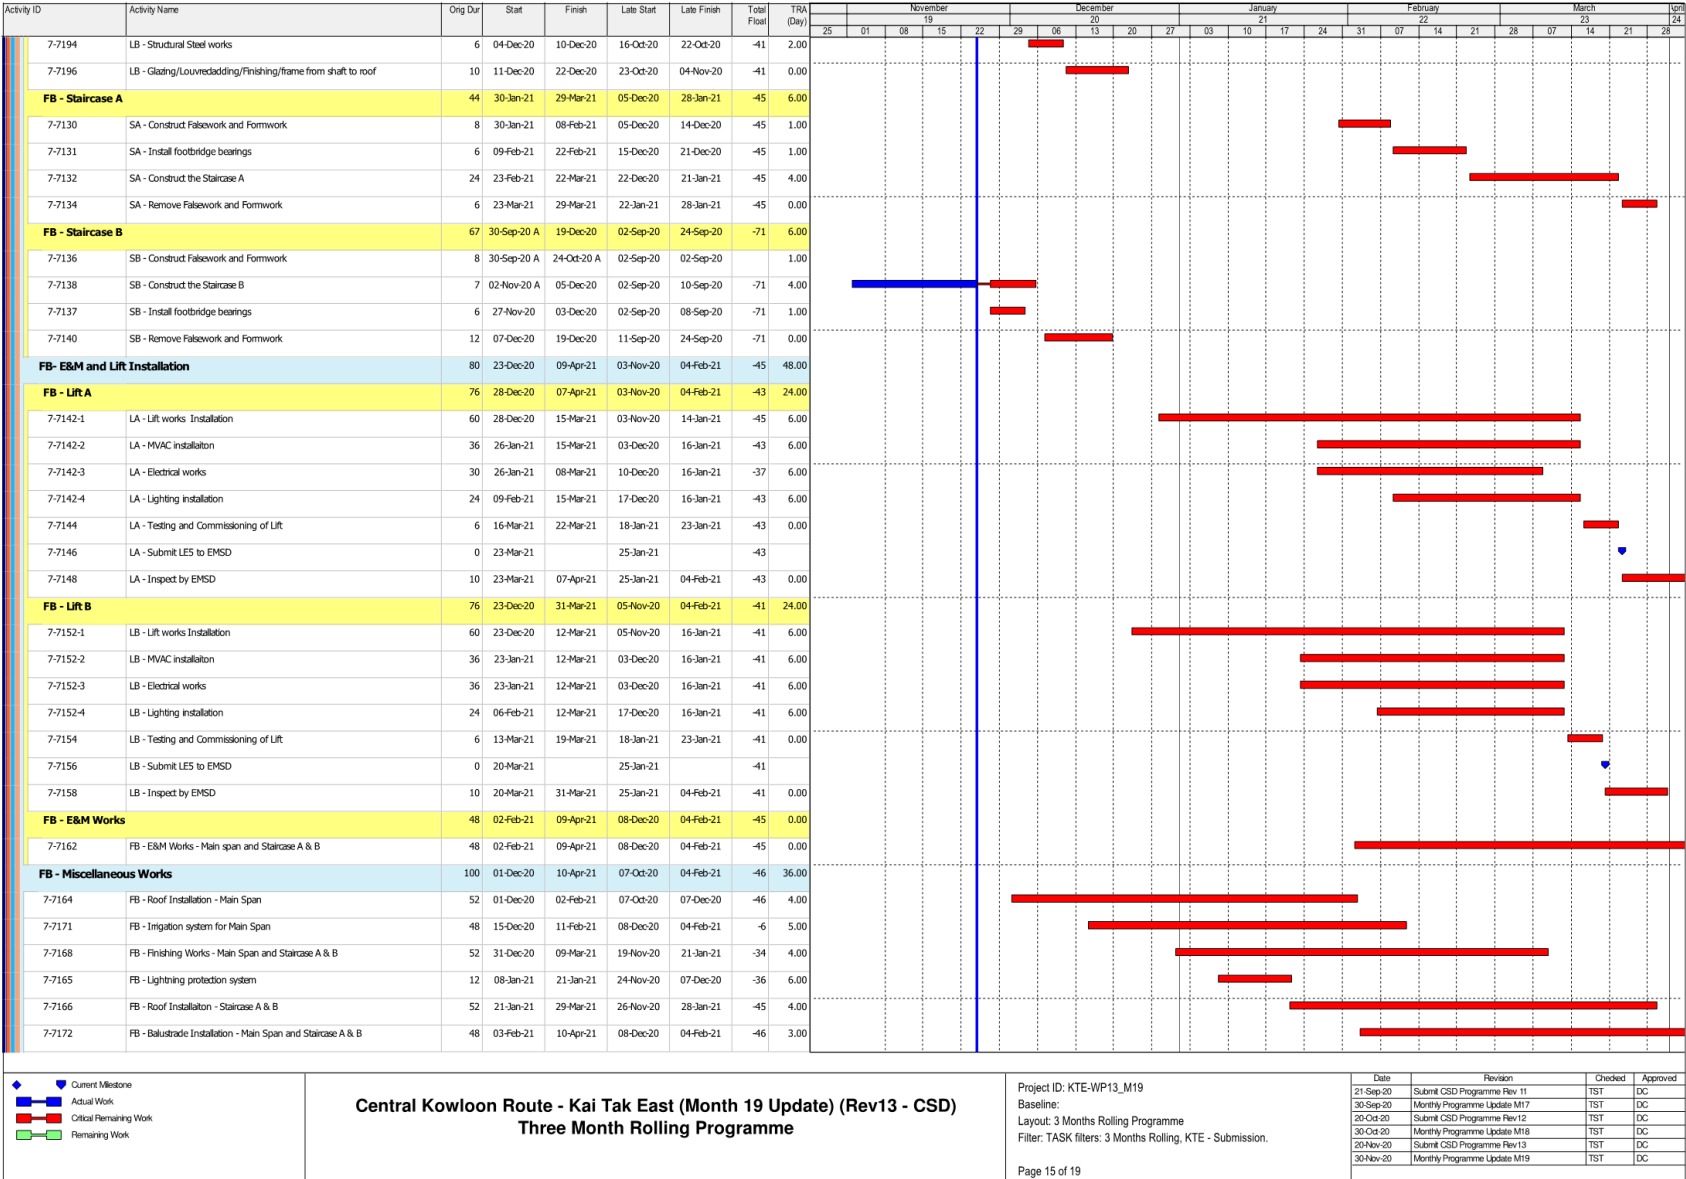 Activity ID Activity Name Orig Dur Start Finish Late Start Late Finish Total Float TRA (Day)
November December January February March April
19 20 21 22 23 24
25 01 08 15 22 29 06 13 20 27 03 10 17 24 31 07 14 21 28 07 14 21 28
7-7194 LB - Structural Steel works 6 04-Dec-20 10-Dec-20 16-Oct-20 22-Oct-20 -41 2.00
7-7196 LB - Glazing/Louvredadding/Finishing/frame from shaft to roof 10 11-Dec-20 22-Dec-20 23-Oct-20 04-Nov-20 -41 0.00
FB - Staircase A 44 30-Jan-21 29-Mar-21 05-Dec-20 28-Jan-21 -45 6.00
7-7130 SA - Construct Falsework and Formwork 8 30-Jan-21 08-Feb-21 05-Dec-20 14-Dec-20 -45 1.00
7-7131 SA - Install footbridge bearings 6 09-Feb-21 22-Feb-21 15-Dec-20 21-Dec-20 -45 1.00
7-7132 SA - Construct the Staircase A 24 23-Feb-21 22-Mar-21 22-Dec-20 21-Jan-21 -45 4.00
7-7134 SA - Remove Falsework and Formwork 6 23-Mar-21 29-Mar-21 22-Jan-21 28-Jan-21 -45 0.00
FB - Staircase B 67 30-Sep-20 A 19-Dec-20 02-Sep-20 24-Sep-20 -71 6.00
7-7136 SB - Construct Falsework and Formwork 8 30-Sep-20 A 24-Oct-20 A 02-Sep-20 02-Sep-20 1.00
7-7138 SB - Construct the Staircase B 7 02-Nov-20 A 05-Dec-20 02-Sep-20 10-Sep-20 -71 4.00
7-7137 SB - Install footbridge bearings 6 27-Nov-20 03-Dec-20 02-Sep-20 08-Sep-20 -71 1.00
7-7140 SB - Remove Falsework and Formwork 12 07-Dec-20 19-Dec-20 11-Sep-20 24-Sep-20 -71 0.00
FB- E&M and Lift Installation 80 23-Dec-20 09-Apr-21 03-Nov-20 04-Feb-21 -45 48.00
FB - Lift A 76 28-Dec-20 07-Apr-21 03-Nov-20 04-Feb-21 -43 24.00
7-7142-1 LA - Lift works Installation 60 28-Dec-20 15-Mar-21 03-Nov-20 14-Jan-21 -45 6.00
7-7142-2 LA - MVAC installaiton 36 26-Jan-21 15-Mar-21 03-Dec-20 16-Jan-21 -43 6.00
7-7142-3 LA - Electrical works 30 26-Jan-21 08-Mar-21 10-Dec-20 16-Jan-21 -37 6.00
7-7142-4 LA - Lighting installation 24 09-Feb-21 15-Mar-21 17-Dec-20 16-Jan-21 -43 6.00
7-7144 LA - Testing and Commissioning of Lift 6 16-Mar-21 22-Mar-21 18-Jan-21 23-Jan-21 -43 0.00
7-7146 LA - Submit LE5 to EMSD 0 23-Mar-21 25-Jan-21 -43
7-7148 LA - Inspect by EMSD 10 23-Mar-21 07-Apr-21 25-Jan-21 04-Feb-21 -43 0.00
FB - Lift B 76 23-Dec-20 31-Mar-21 05-Nov-20 04-Feb-21 -41 24.00
7-7152-1 LB - Lift works Installation 60 23-Dec-20 12-Mar-21 05-Nov-20 16-Jan-21 -41 6.00
7-7152-2 LB - MVAC installaiton 36 23-Jan-21 12-Mar-21 03-Dec-20 16-Jan-21 -41 6.00
7-7152-3 LB - Electrical works 36 23-Jan-21 12-Mar-21 03-Dec-20 16-Jan-21 -41 6.00
7-7152-4 LB - Lighting installation 24 06-Feb-21 12-Mar-21 17-Dec-20 16-Jan-21 -41 6.00
7-7154 LB - Testing and Commissioning of Lift 6 13-Mar-21 19-Mar-21 18-Jan-21 23-Jan-21 -41 0.00
7-7156 LB - Submit LE5 to EMSD 0 20-Mar-21 25-Jan-21 -41
7-7158 LB - Inspect by EMSD 10 20-Mar-21 31-Mar-21 25-Jan-21 04-Feb-21 -41 0.00
FB - E&M Works 48 02-Feb-21 09-Apr-21 08-Dec-20 04-Feb-21 -45 0.00
7-7162 FB - E&M Works - Main span and Staircase A & B 48 02-Feb-21 09-Apr-21 08-Dec-20 04-Feb-21 -45 0.00
FB - Miscellaneous Works 100 01-Dec-20 10-Apr-21 07-Oct-20 04-Feb-21 -46 36.00
7-7164 FB - Roof Installation - Main Span 52 01-Dec-20 02-Feb-21 07-Oct-20 07-Dec-20 -46 4.00
7-7171 FB - Irrigation system for Main Span 48 15-Dec-20 11-Feb-21 08-Dec-20 04-Feb-21 -6 5.00
7-7168 FB - Finishing Works - Main Span and Staircase A & B 52 31-Dec-20 09-Mar-21 19-Nov-20 21-Jan-21 -34 4.00
7-7165 FB - Lightning protection system 12 08-Jan-21 21-Jan-21 24-Nov-20 07-Dec-20 -36 6.00
7-7166 FB - Roof Installaiton - Staircase A & B 52 21-Jan-21 29-Mar-21 26-Nov-20 28-Jan-21 -45 4.00
7-7172 FB - Balustrade Installation - Main Span and Staircase A & B 48 03-Feb-21 10-Apr-21 08-Dec-20 04-Feb-21 -46 3.00
Current Milestone
Actual Work
Critical Remaining Work
Remaining Work
Central Kowloon Route - Kai Tak East (Month 19 Update) (Rev13 - CSD)
Three Month Rolling Programme
Project ID: KTE-WP13_M19
Baseline:
Layout: 3 Months Rolling Programme
Filter: TASK filters: 3 Months Rolling, KTE - Submission.
Page 15 of 19
Date Revision Checked Approved
21-Sep-20 Submit CSD Programme Rev 11 TST DC
30-Sep-20 Monthly Programme Update M17 TST DC
20-Oct-20 Submit CSD Programme Rev12 TST DC
30-Oct-20 Monthly Programme Update M18 TST DC
20-Nov-20 Submit CSD Programme Rev13 TST DC
30-Nov-20 Monthly Programme Update M19 TST DC